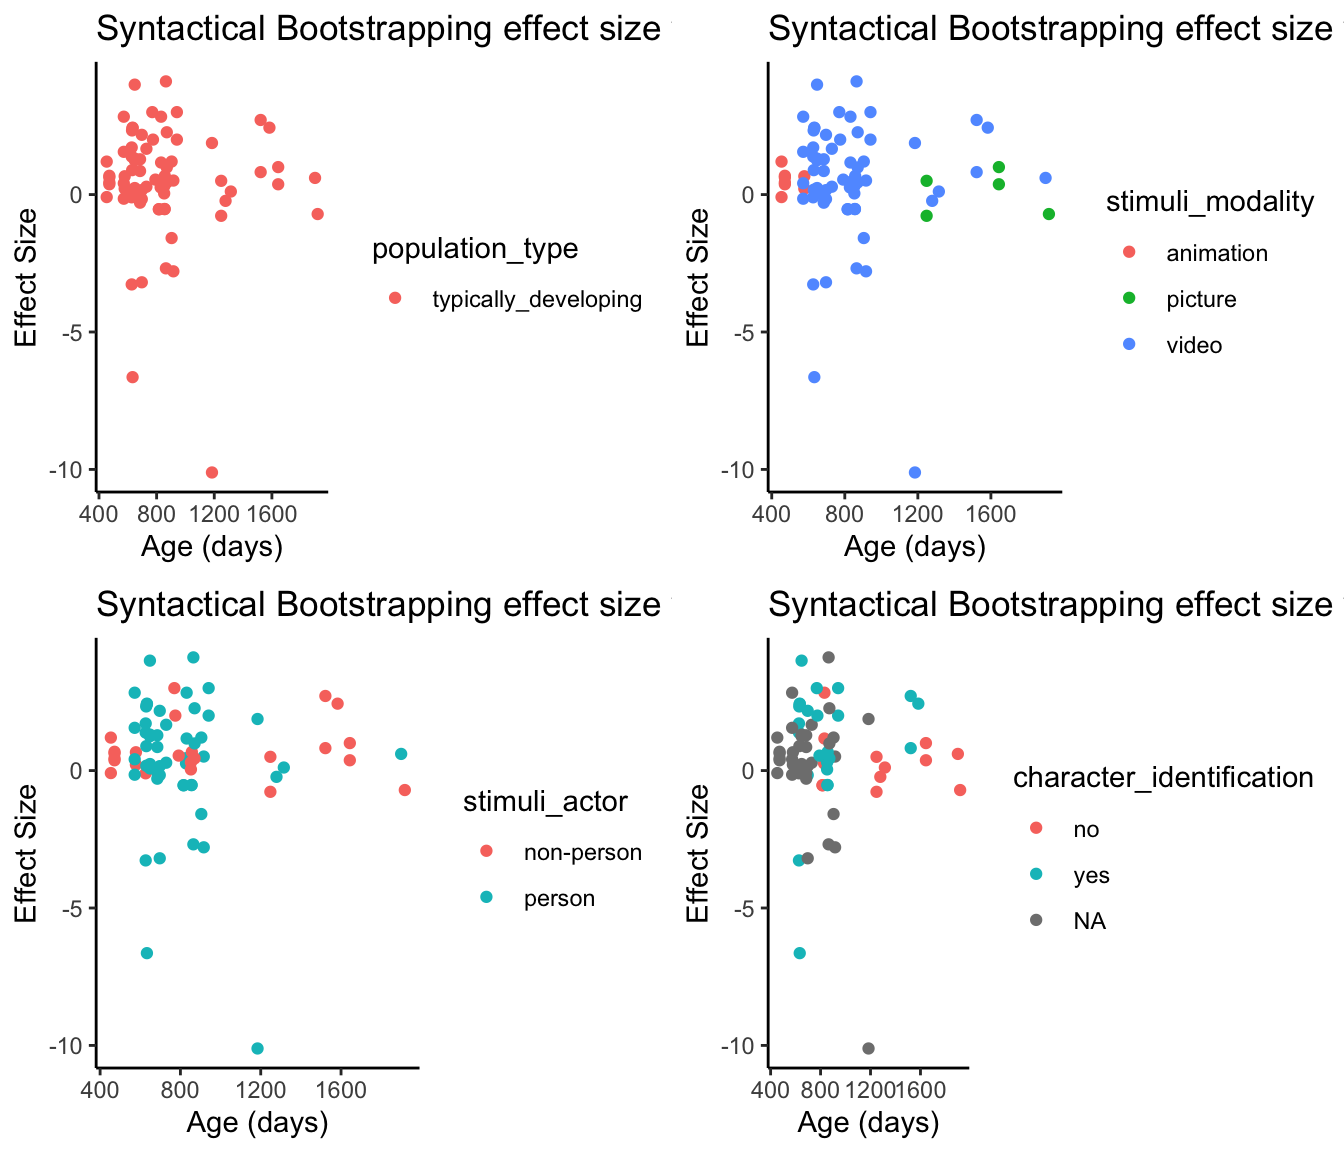 Syntactical Bootstrapping effect size
0
-5
-10
Effect Size
400 800 1200 1600
Age (days)
population_type
typically_developing
Syntactical Bootstrapping effect size
0
-5
-10
Effect Size
400 800 1200 1600
Age (days)
stimuli_modality
animation
picture
video
Syntactical Bootstrapping effect size
0
-5
-10
Effect Size
400 800 1200 1600
Age (days)
stimuli_actor
non-person
person
Syntactical Bootstrapping effect size
0
-5
-10
Effect Size
400 800 1200 1600
Age (days)
character_identification
no
yes
NA